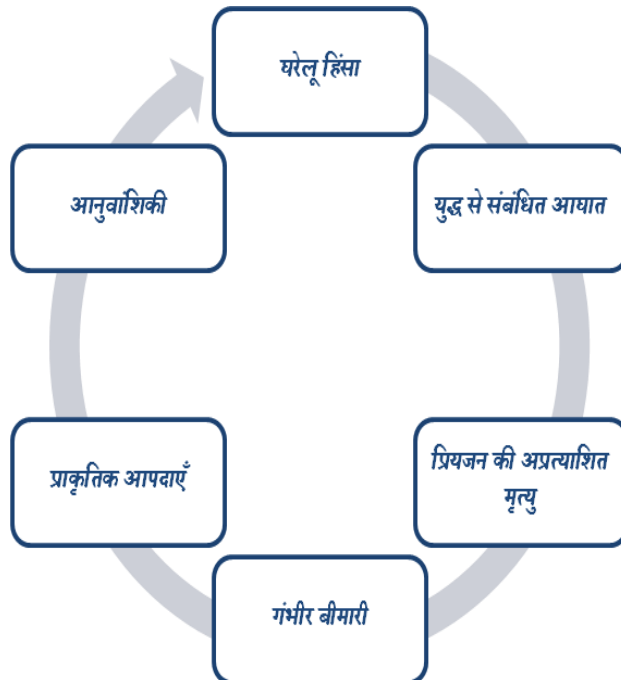 घरेलू हिंसा
युद्ध से संबंधित आघात
प्रियजन की अप्रत्याशित
मृत्यु
गंभीर बीमारी
प्राकृतिक आपदाएँ
आनुवांशिकी